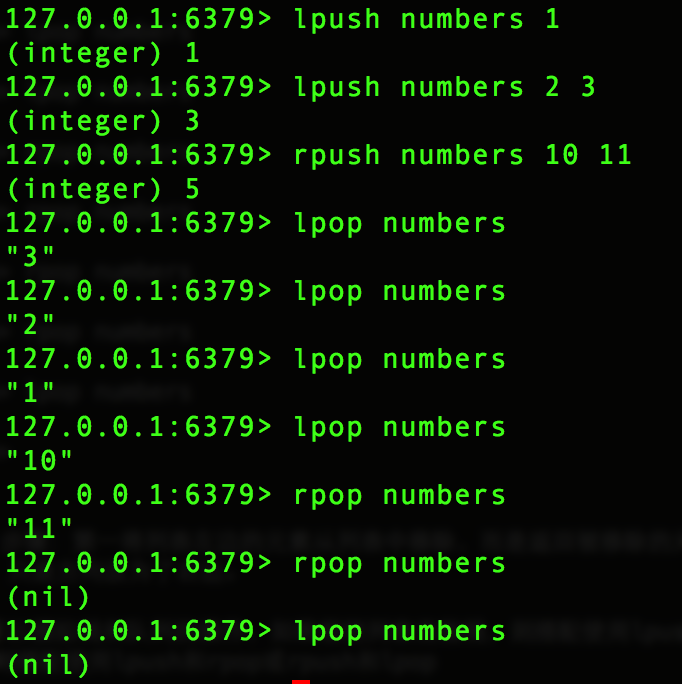 127.0.0.1:6379> lpush numbers 1
(integer) 1
127.0.0.1:6379> lpush numbers 2 3
(integer) 3
127.0.0.1:6379> rpush numbers 10 11
(integer) 5
127.0.0.1:6379> lpop numbers
"3"
127.0.0.1:6379> lpop numbers
"2"
127.0.0.1:6379> lpop numbers
"1"
127.0.0.1:6379> lpop numbers
"10"
127.0.0.1:6379> rpop numbers
"11"
127.0.0.1:6379> rpop numbers
(nil)
127.0.0.1:6379> lpop numbers
(nil)